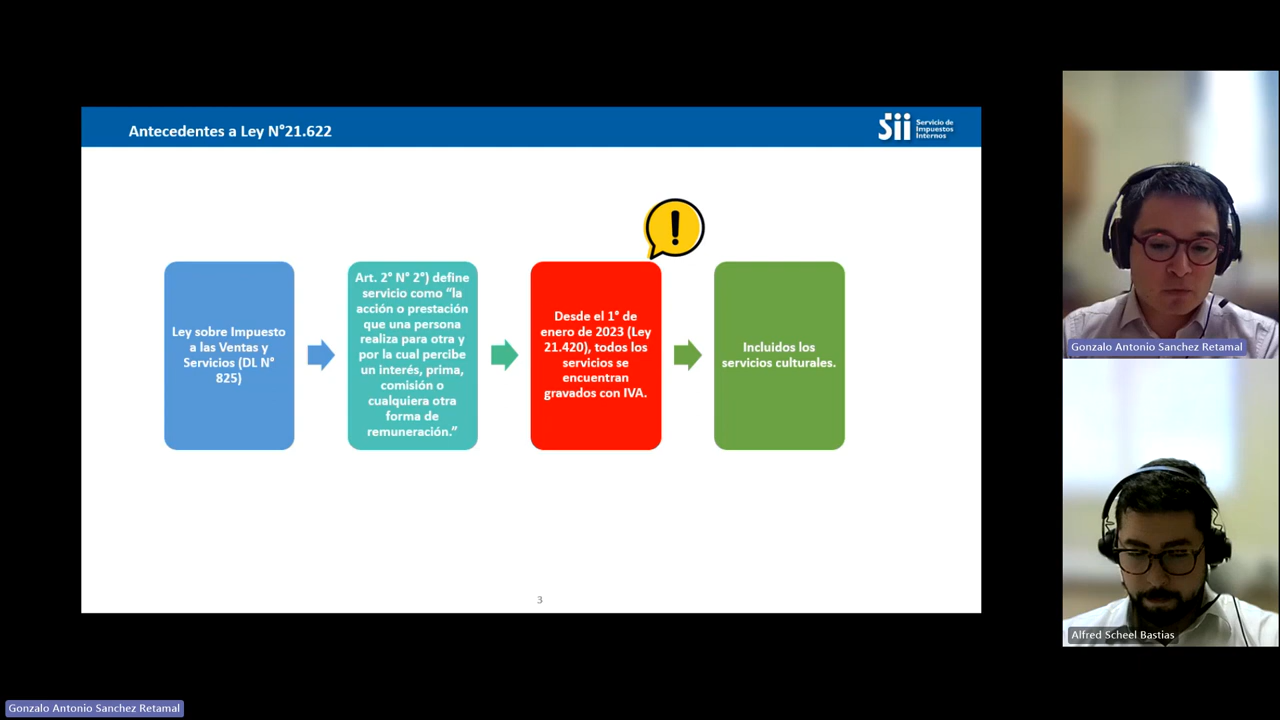 Antecedentes a Ley N°21.622
Sii Servicio de
Impuestos
Internos
Ley sobre Impuesto
a las Ventas y
Servicios (DL N°
825)
Art. 2° N° 2°) define
servicio como "la
acción o prestación
que una persona
realiza para otra y
por la cual percibe
un interés, prima,
comisión o
cualquiera otra
forma de
remuneración."
!
Desde el 1° de
enero de 2023 (Ley
21.420), todos los
servicios se
encuentran
gravados con IVA.
Incluidos los
servicios culturales.
3
Gonzalo Antonio Sanchez Retamal
Alfred Scheel Bastias
Gonzalo Antonio Sanchez Retamal